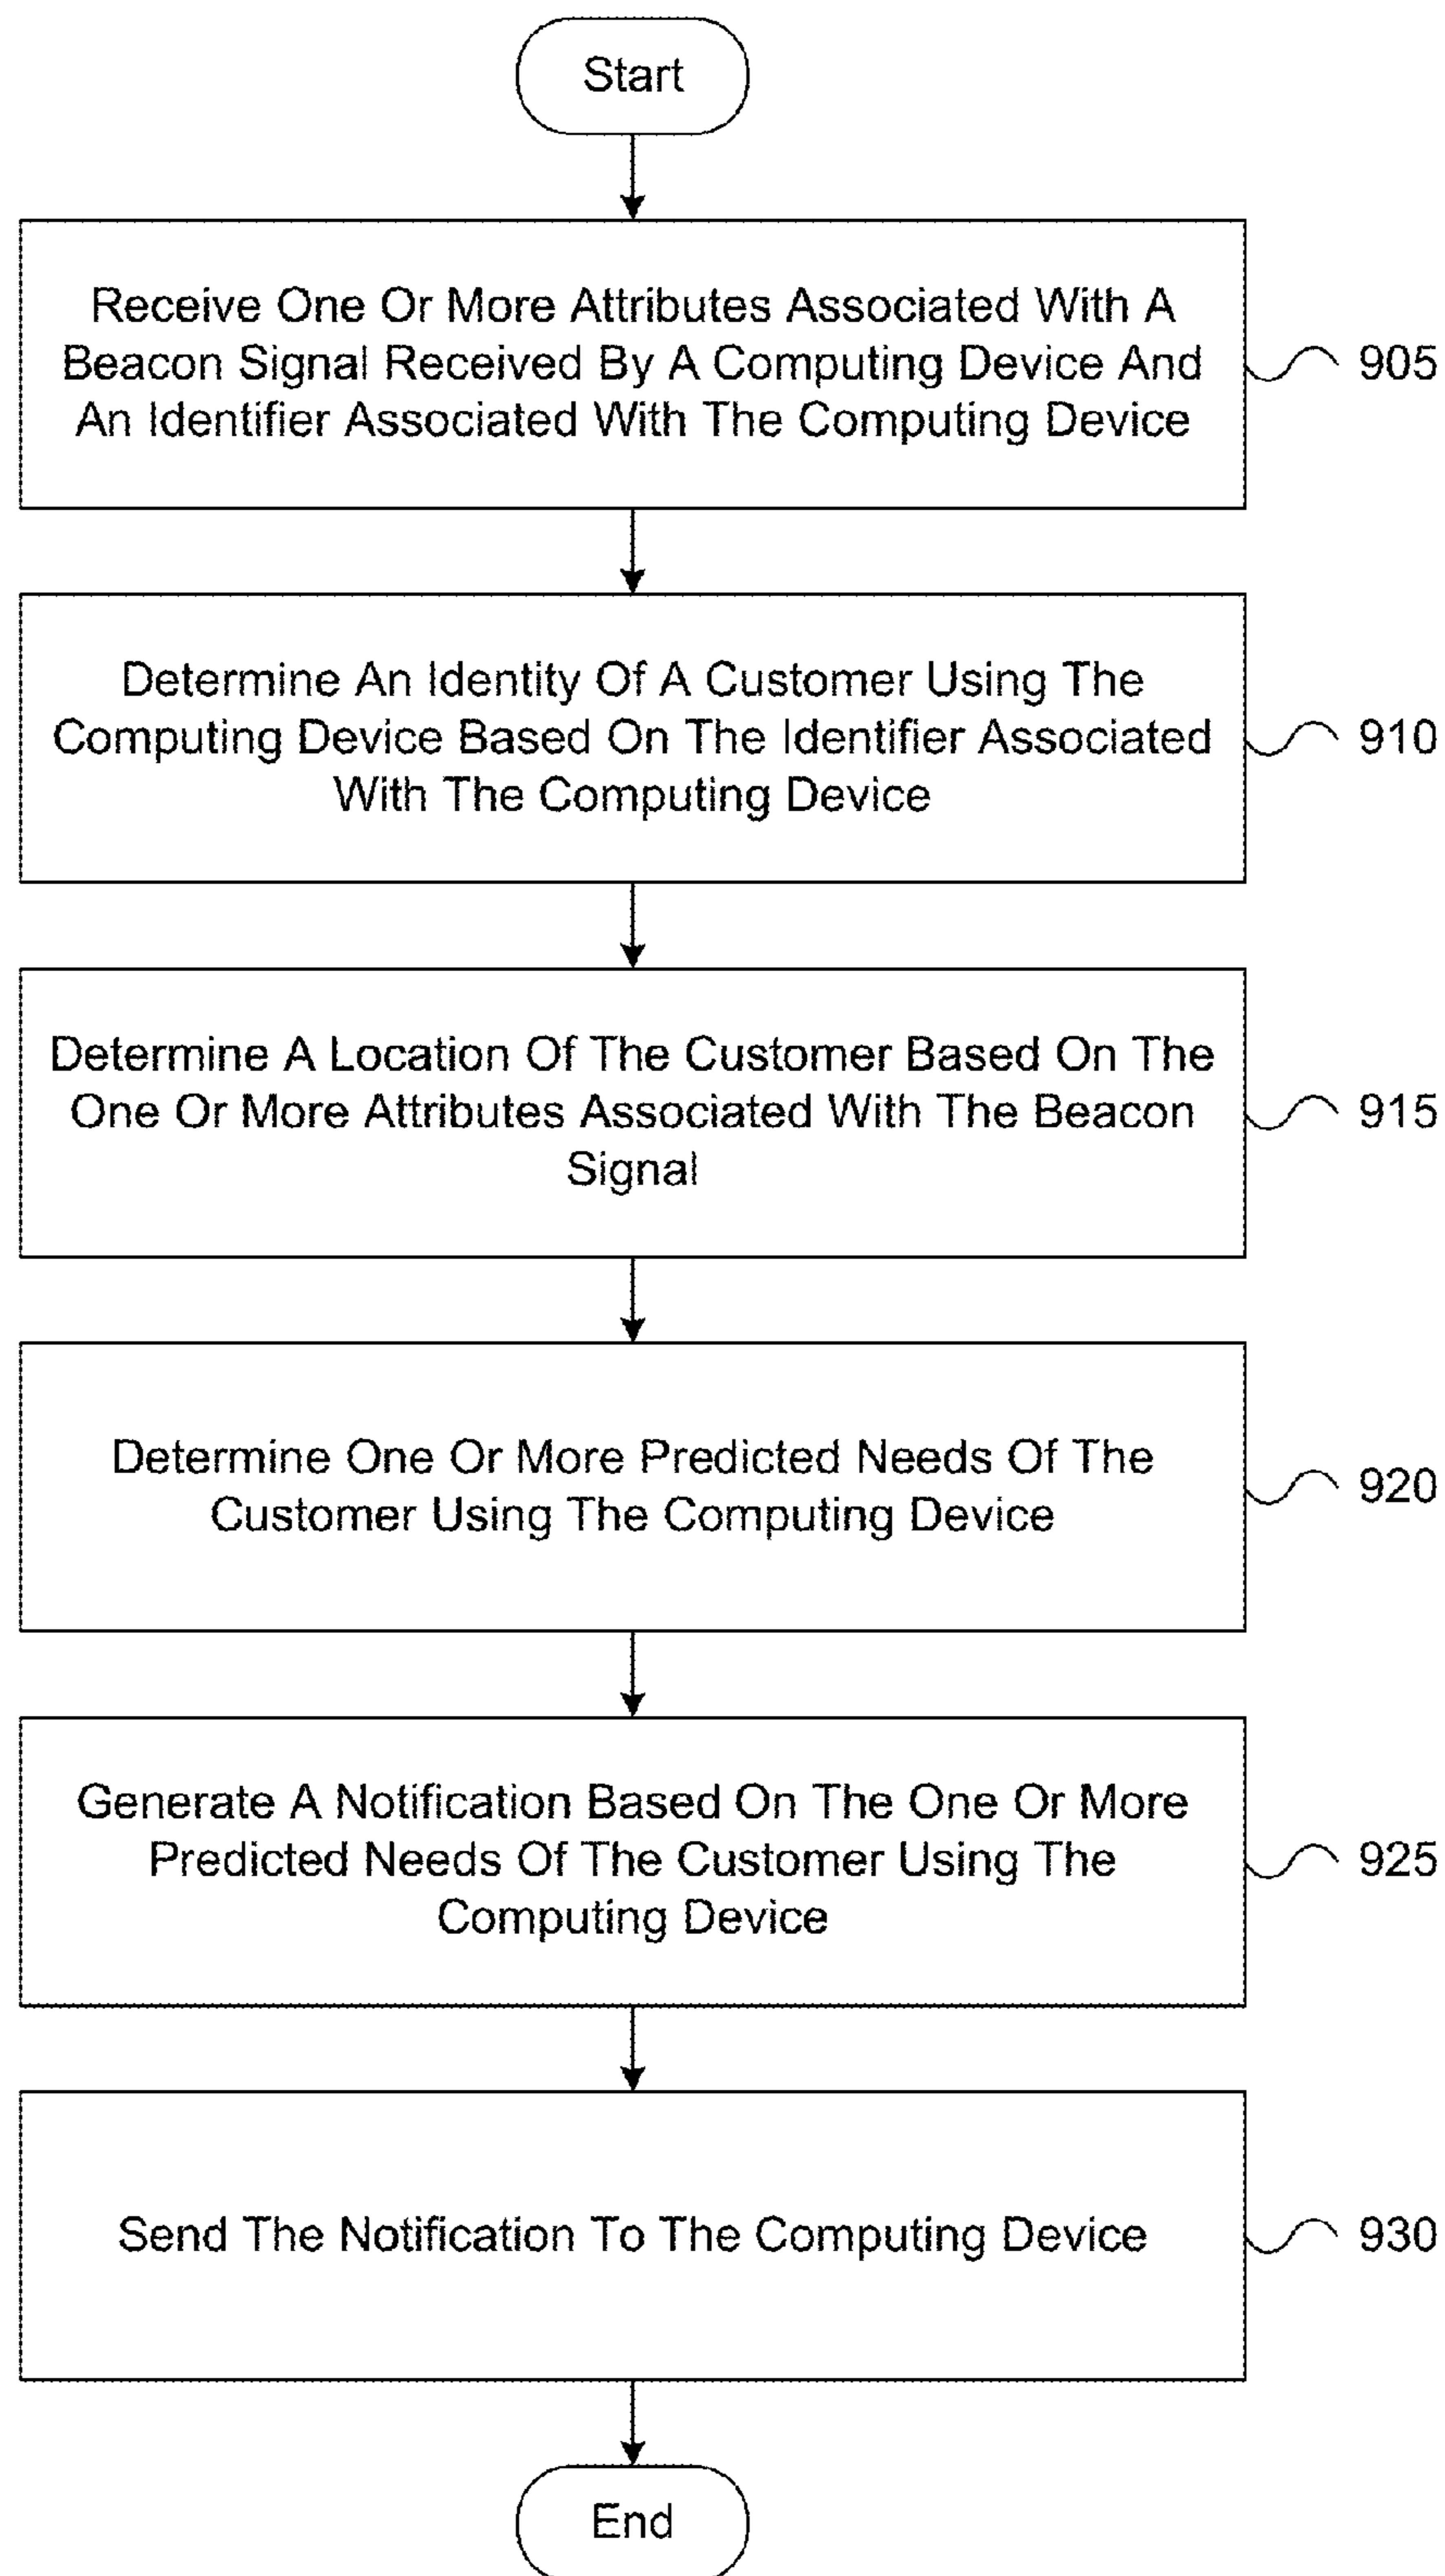 Start
Receive One Or More Attributes Associated With A
Beacon Signal Received By A Computing Device And
An Identifier Associated With The Computing Device
905
Determine An Identity Of A Customer Using The
Computing Device Based On The Identifier Associated
With The Computing Device
910
Determine A Location Of The Customer Based On The
One Or More Attributes Associated With The Beacon
Signal
915
Determine One Or More Predicted Needs Of The
Customer Using The Computing Device
920
Generate A Notification Based On The One Or More
Predicted Needs Of The Customer Using The
Computing Device
925
Send The Notification To The Computing Device
930
End